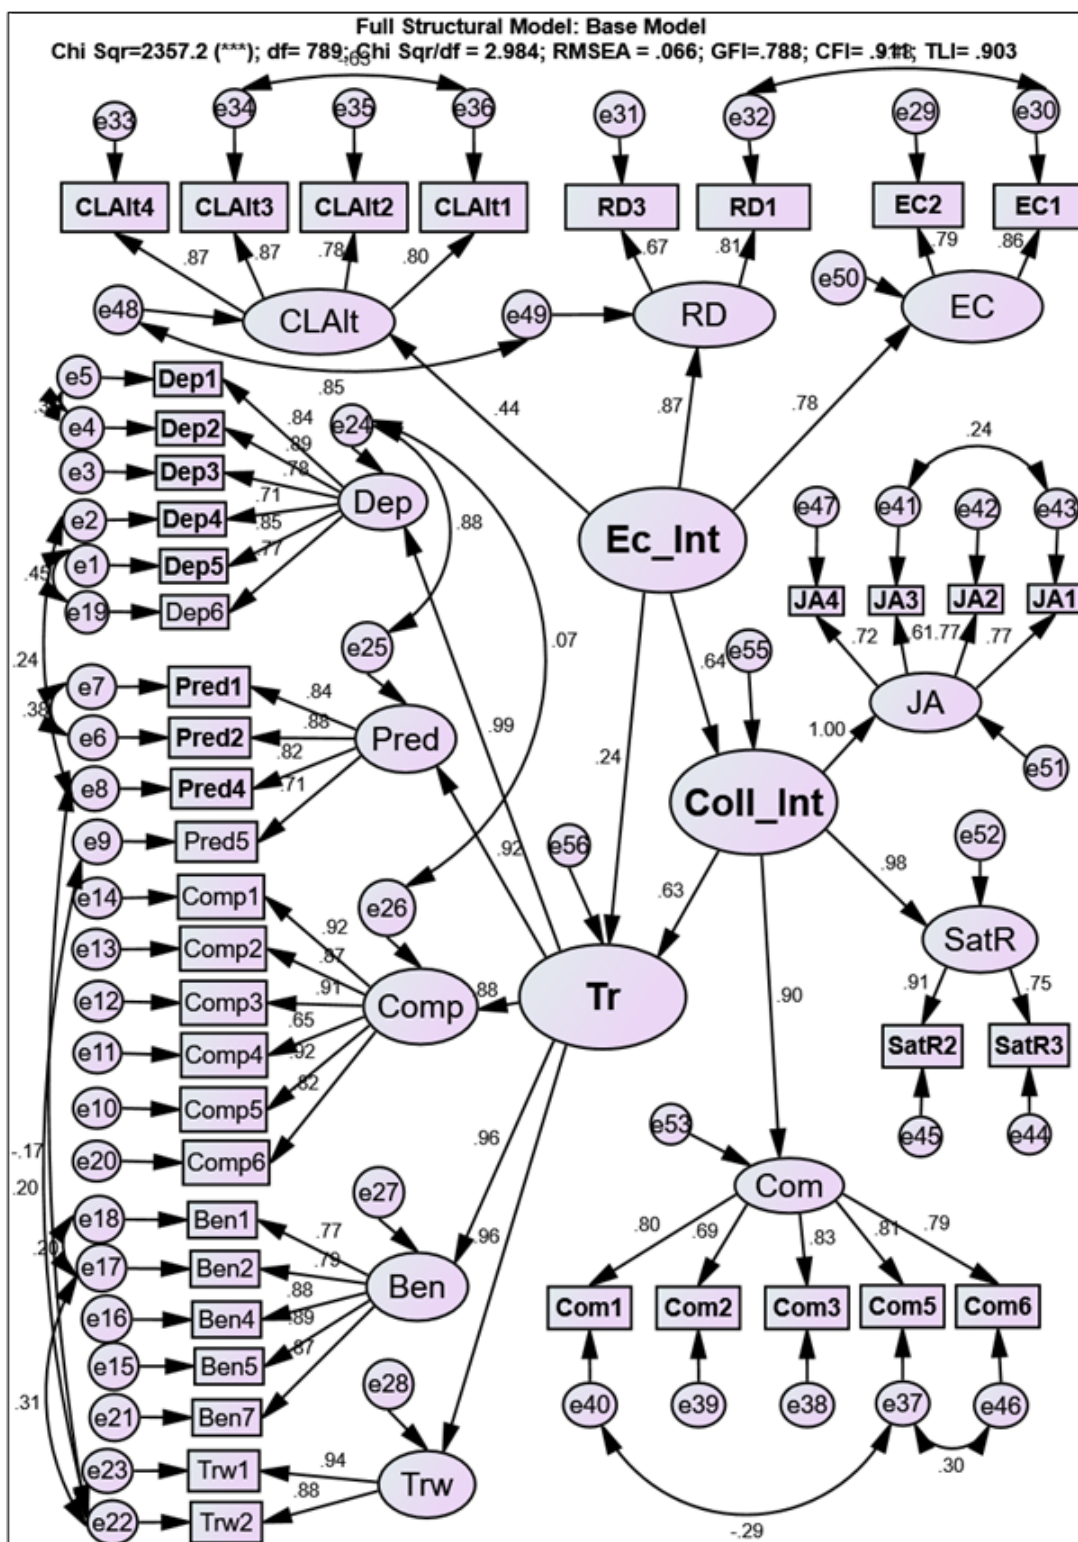 Full Structural Model: Base Model
Chi Sqr=2357.2 (***); df= 789; Chi Sqr/df = 2.984; RMSEA = .066; GFI=.788; CFI= .911; TLI= .903
-.63
e33 e34 e35 e36 e31 e32 e29 e30
CLAlt4 CLAlt3 CLAlt2 CLAlt1 RD3 RD1 EC2 EC1
.87 .87 .78 .80 .67 .81 .79 .86
e48 CLAlt e49 RD e50 EC
.85 .44 .87 .78
e5 Dep1
e4 Dep2
e3 Dep3
e2 Dep4
e1 Dep5
e19 Dep6
.45
.84
.89
.78
.71
.85
.77
e24
Dep
.88
.07
Ec_Int
.24
e47 e41 e42 e43
JA4 JA3 JA2 JA1
.72 .61 .77 .77
JA
e51
1.00
.64
e55
Coll_Int
.24
.99
.24
.38
e7 Pred1
e6 Pred2
e8 Pred4
e9 Pred5
.84
.88
.82
.71
e25
Pred
.92
e56
.63
.98
e52
SatR
.91 .75
SatR2 SatR3
e45 e44
.90
e14 Comp1
e13 Comp2
e12 Comp3
e11 Comp4
e10 Comp5
e20 Comp6
.92
.87
.91
.65
.92
.82
e26
Comp
.88
Tr
.96
.96
-.17
.20
.20
.31
e18 Ben1
e17 Ben2
e16 Ben4
e15 Ben5
e21 Ben7
.77
.79
.88
.89
.87
e27
Ben
e23 Trw1
e22 Trw2
.94
.88
e28
Trw
e53
Com
.80 .69 .83 .81 .79
Com1 Com2 Com3 Com5 Com6
e40 e39 e38 e37 e46
.30
-.29